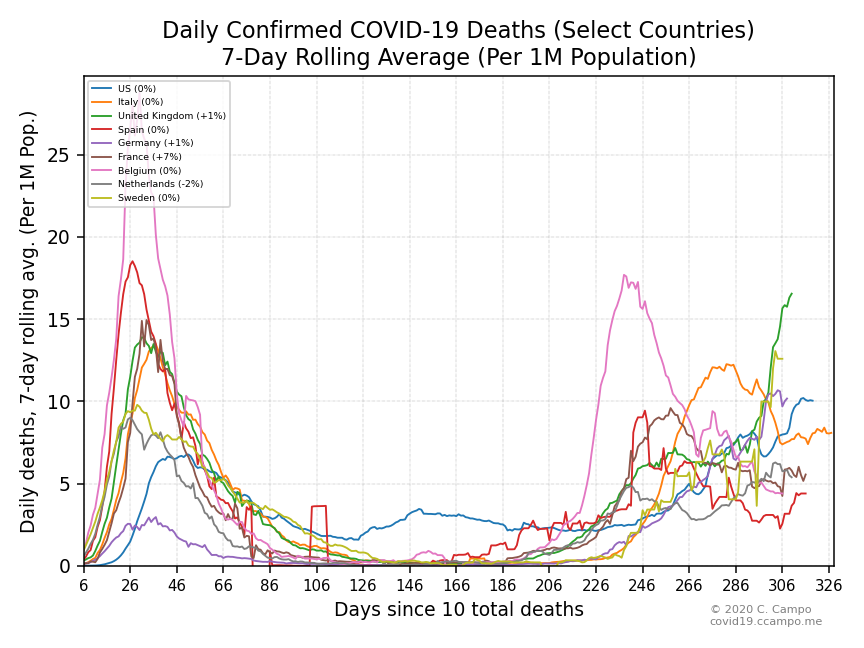 Daily Confirmed COVID-19 Deaths (Select Countries)
7-Day Rolling Average (Per 1M Population)
US (0%)
Italy (0%)
United Kingdom (+1%)
Spain (0%)
Germany (+1%)
France (+7%)
Belgium (0%)
Netherlands (-2%)
Sweden (0%)
Daily deaths, 7-day rolling avg. (Per 1M Pop.)
25
20
15
10
5
0
6 26 46 66 86 106 126 146 166 186 206 226 246 266 286 306 326
Days since 10 total deaths
© 2020 C. Campo
covid19.ccampo.me